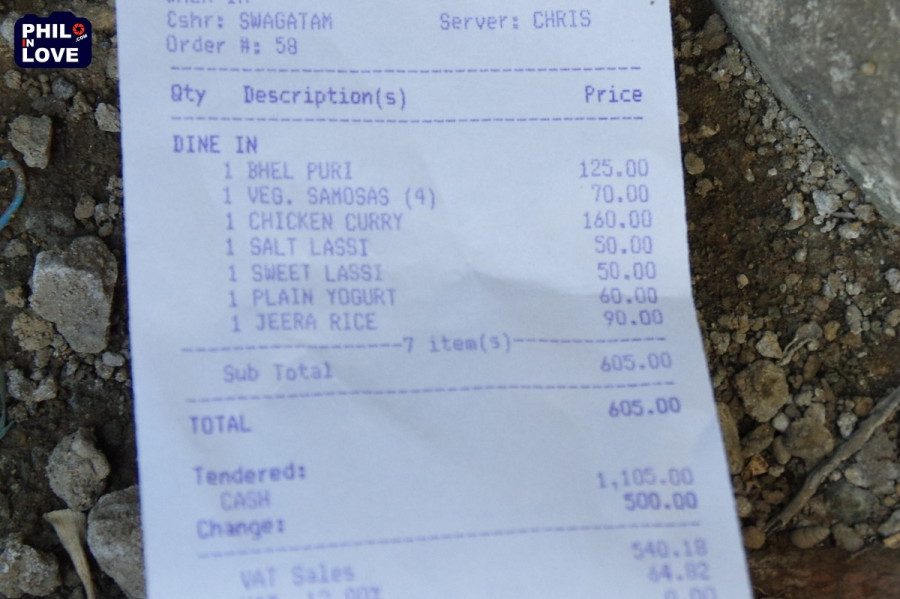 PHIL
IN
LOVE
.COM
Cshr: SWAGATAM Server: CHRIS
Order #: 58
Qty Description(s) Price
DINE IN
1 BHEL PURI 125.00
1 VEG. SAMOSAS (4) 70.00
1 CHICKEN CURRY 160.00
1 SALT LASSI 50.00
1 SWEET LASSI 50.00
1 PLAIN YOGURT 60.00
1 JEERA RICE 90.00
7 item(s)
Sub Total 605.00
TOTAL 605.00
Tendered:
CASH 1,105.00
Change: 500.00
VAT Sales 540.18
64.82